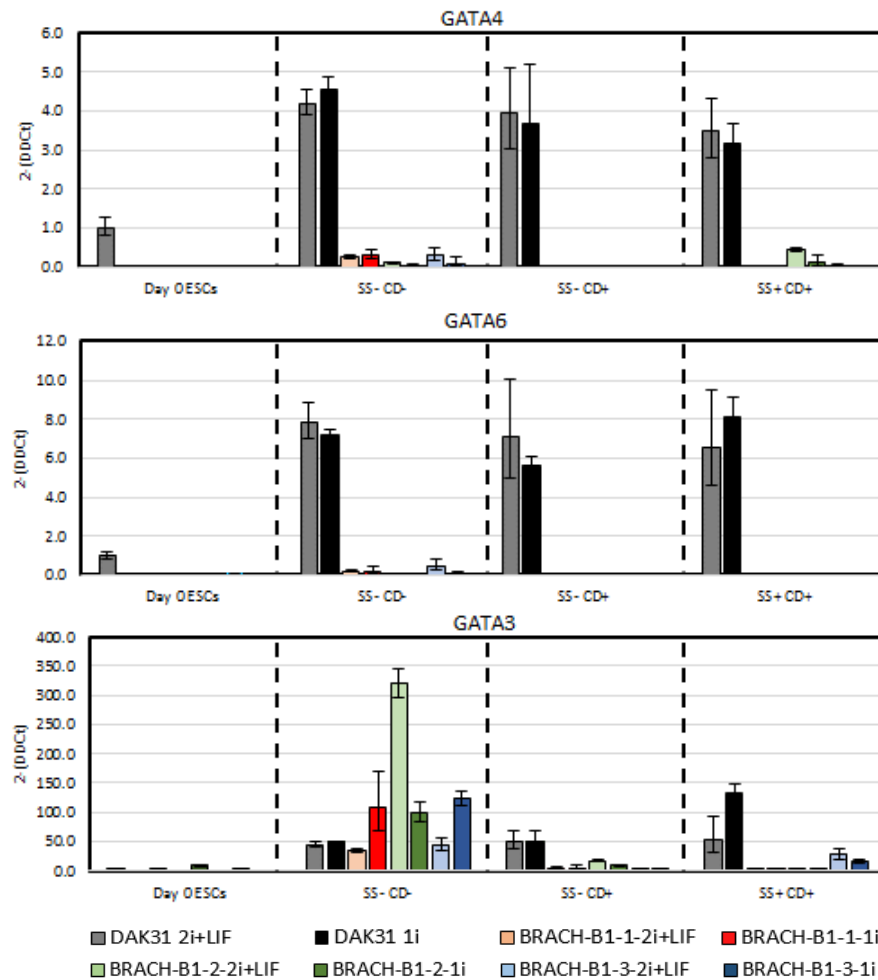 GATA4
6.0
5.0
4.0
3.0
2.0
1.0
0.0
2-(DDCt)
Day 0ESCs SS- CD- SS- CD+ SS+ CD+
GATA6
12.0
10.0
8.0
6.0
4.0
2.0
0.0
2-(DDCt)
Day 0ESCs SS- CD- SS- CD+ SS+ CD+
GATA3
400.0
350.0
300.0
250.0
200.0
150.0
100.0
50.0
0.0
2-(DDCt)
Day 0ESCs SS- CD- SS- CD+ SS+ CD+
DAK31 2i+LIF DAK31 1i BRACH-B1-1-2i+LIF BRACH-B1-1-1i
BRACH-B1-2-2i+LIF BRACH-B1-2-1i BRACH-B1-3-2i+LIF BRACH-B1-3-1i